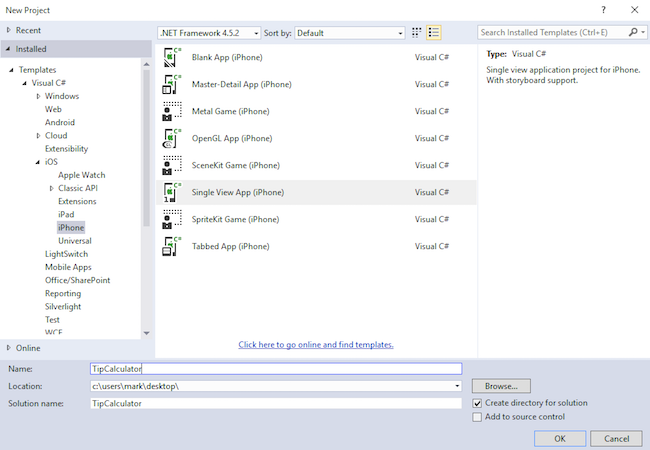 New Project
? ×
Recent
Installed
.NET Framework 4.5.2 Sort by: Default
Search Installed Templates (Ctrl+E)
Templates
Visual C#
Windows
Web
Android
Cloud
Extensibility
iOS
Apple Watch
Classic API
Extensions
iPad
iPhone
Universal
LightSwitch
Mobile Apps
Office/SharePoint
Reporting
Silverlight
Test
WCF
Online
Blank App (iPhone) Visual C#
Master-Detail App (iPhone) Visual C#
Metal Game (iPhone) Visual C#
OpenGL App (iPhone) Visual C#
SceneKit Game (iPhone) Visual C#
Single View App (iPhone) Visual C#
SpriteKit Game (iPhone) Visual C#
Tabbed App (iPhone) Visual C#
Click here to go online and find templates.
Type: Visual C#
Single view application project for iPhone.
With storyboard support.
Name: TipCalculator
Location: c:\users\mark\desktop\ Browse...
Solution name: TipCalculator
Create directory for solution
Add to source control
OK Cancel